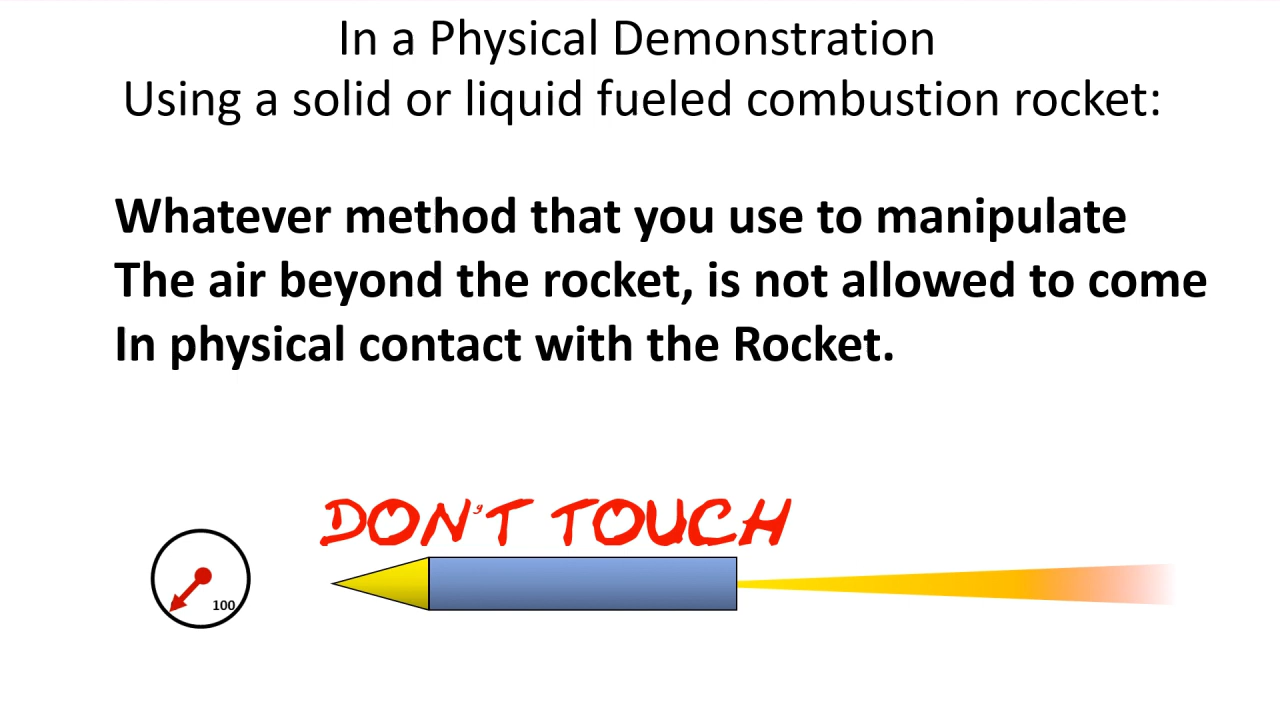 In a Physical Demonstration
Using a solid or liquid fueled combustion rocket:
Whatever method that you use to manipulate
The air beyond the rocket, is not allowed to come
In physical contact with the Rocket.
DON'T TOUCH
100